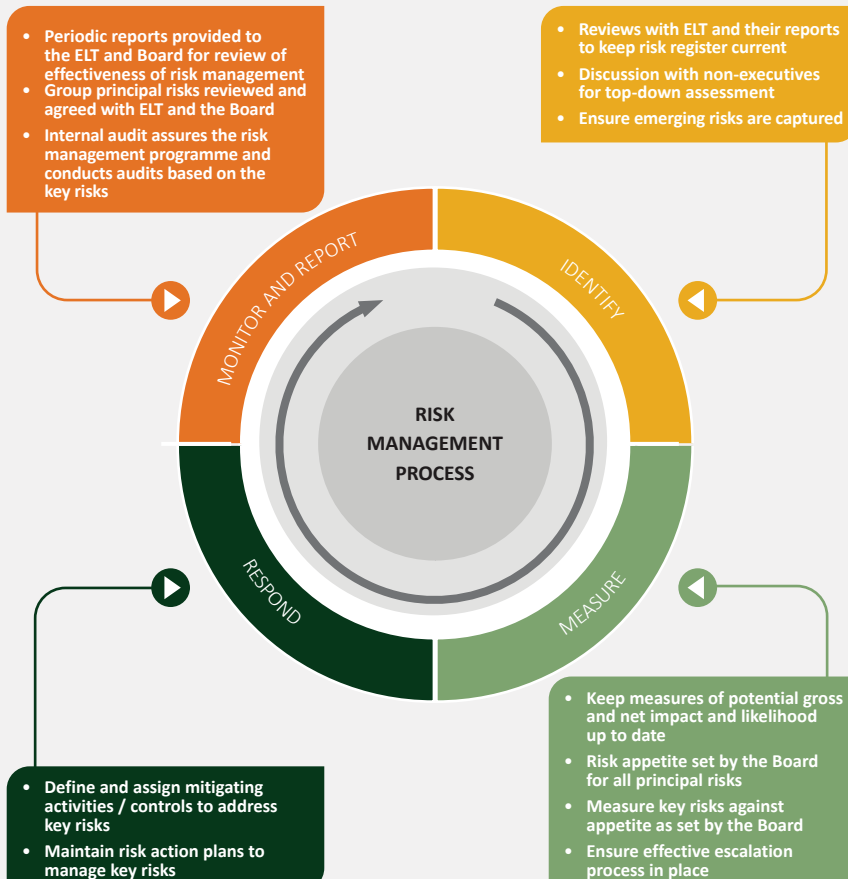 • Periodic reports provided to
the ELT and Board for review of
effectiveness of risk management
• Group principal risks reviewed and
agreed with ELT and the Board
• Internal audit assures the risk
management programme and
conducts audits based on the
key risks
• Reviews with ELT and their reports
to keep risk register current
• Discussion with non-executives
for top-down assessment
• Ensure emerging risks are captured
MONITOR AND REPORT
IDENTIFY
RISK
MANAGEMENT
PROCESS
RESPOND
MEASURE
• Define and assign mitigating
activities / controls to address
key risks
• Maintain risk action plans to
manage key risks
• Keep measures of potential gross
and net impact and likelihood
up to date
• Risk appetite set by the Board
for all principal risks
• Measure key risks against
appetite as set by the Board
• Ensure effective escalation
process in place